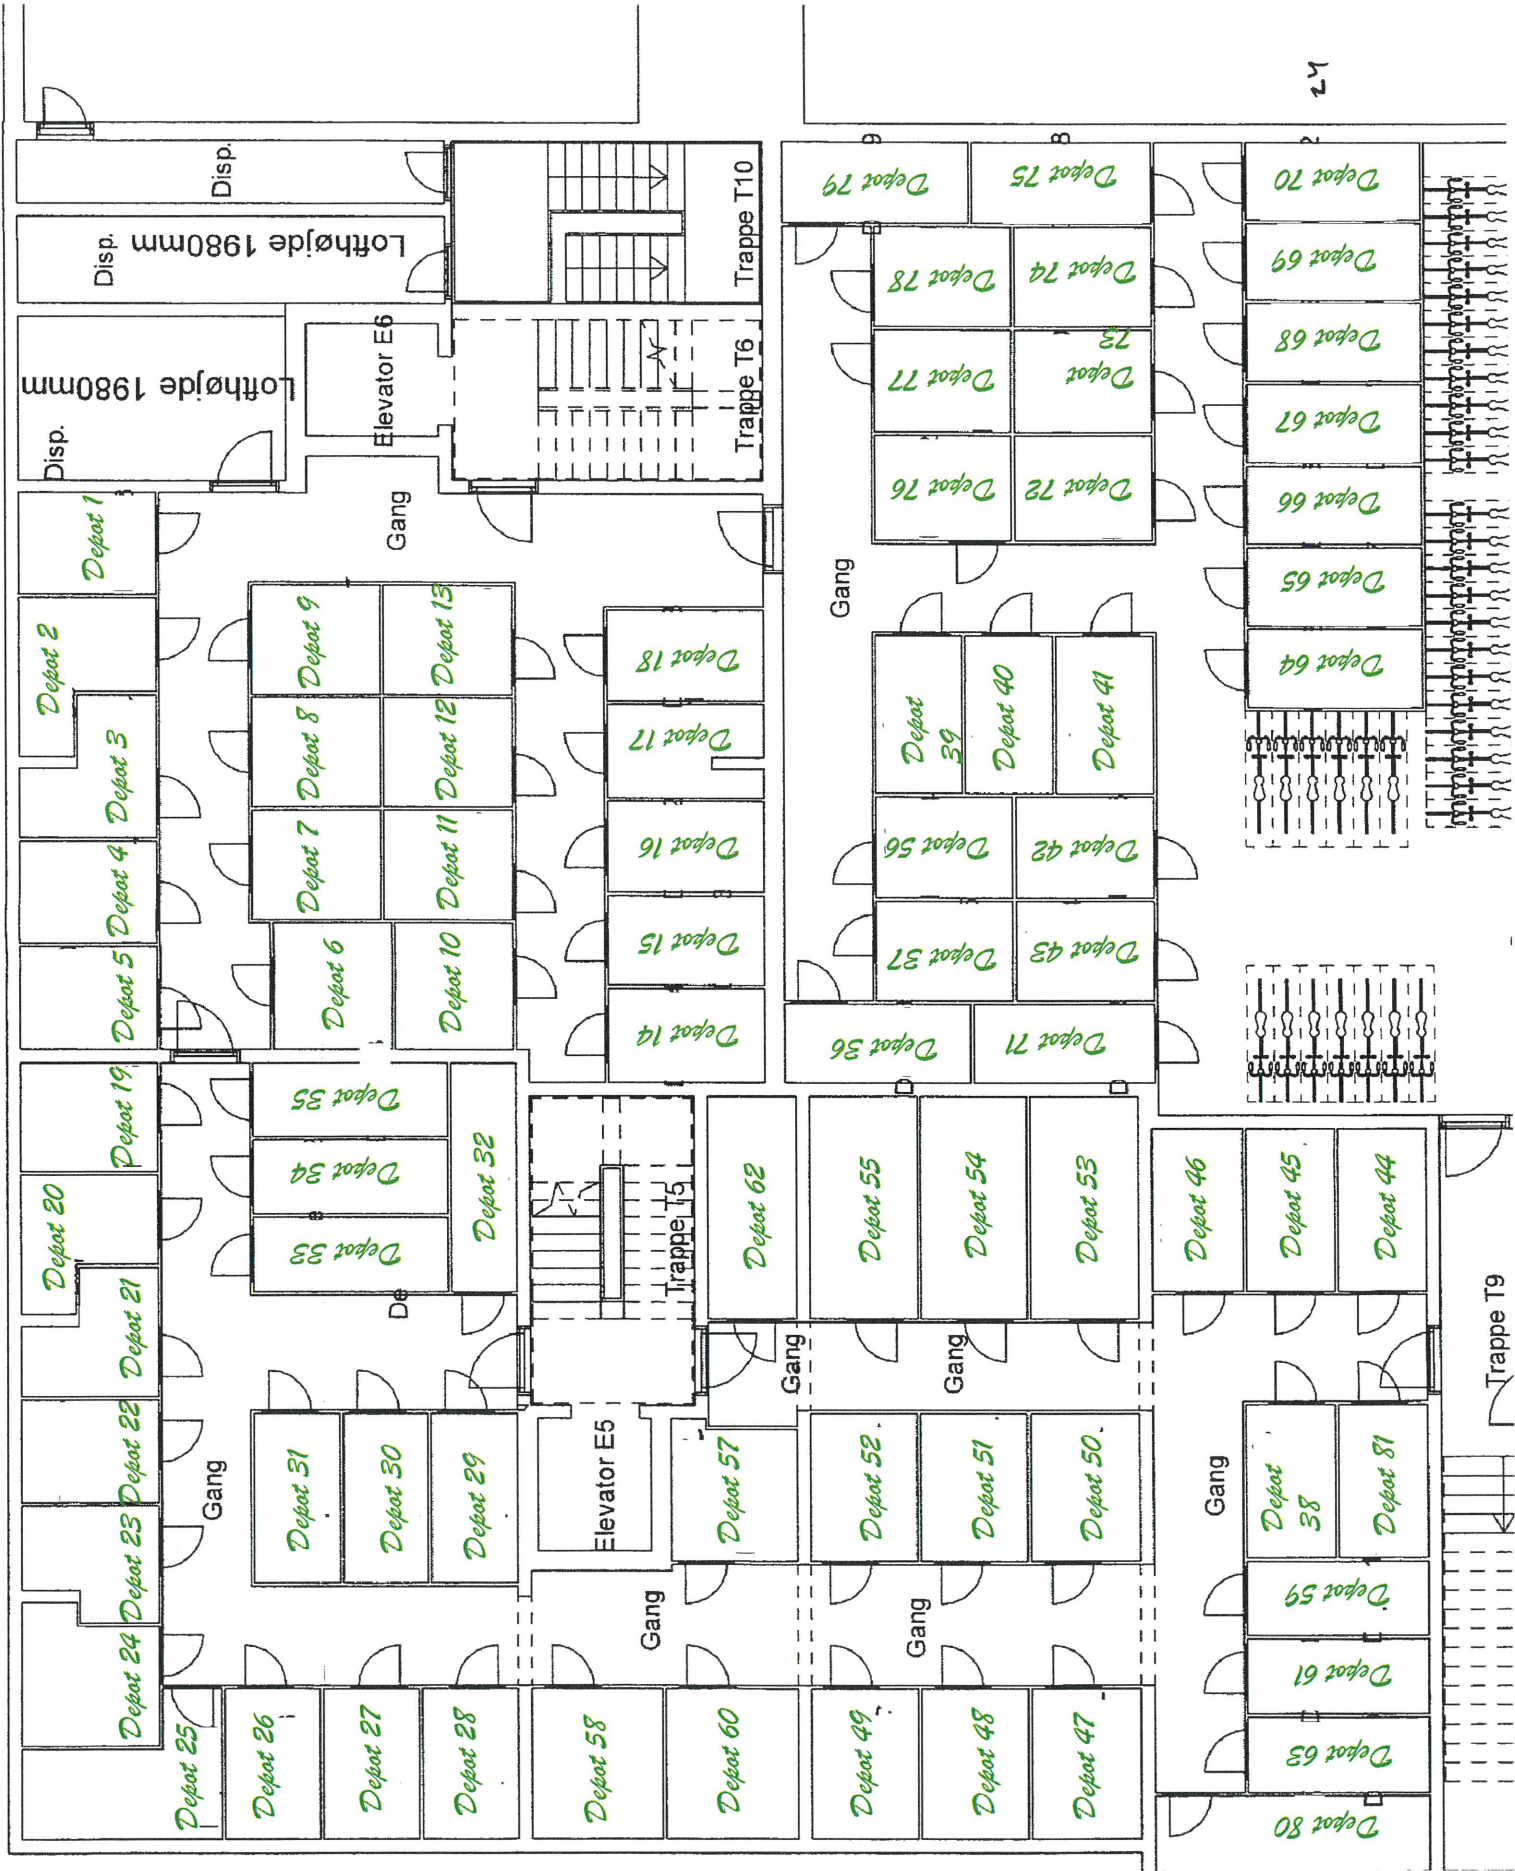 24
Disp.
Disp.
Lofthøjde 1980mm
Trappe T10
Disp.
Lofthøjde 1980mm
Elevator E6
Trappe T6
Depot 79
Depot 75
Depot 70
Depot 78
Depot 74
Depot 69
Depot 77
Depot
73
Depot 68
Depot 67
Depot 76
Depot 72
Depot 66
Depot 1
Gang
Gang
Depot 65
Depot 2
Depot 9
Depot 13
Depot 18
Depot 64
Depot 3
Depot 8
Depot 12
Depot 17
Depot
39
Depot 40
Depot 41
Depot 4
Depot 7
Depot 11
Depot 16
Depot 56
Depot 42
Depot 5
Depot 6
Depot 10
Depot 15
Depot 37
Depot 43
Depot 14
Depot 36
Depot 71
Depot 19
Depot 35
Depot 20
Depot 34
Depot 32
Depot 33
De
Trappe T5
Depot 62
Depot 55
Depot 54
Depot 53
Depot 46
Depot 45
Depot 44
Depot 21
Gang
Gang
Trappe T9
Depot 22
Gang
Depot 31
Depot 30
Depot 29
Elevator E5
Depot 57
Depot 52
Depot 51
Depot 50
Gang
Depot
38
Depot 81
Depot 23
Depot 59
Depot 24
Gang
Gang
Depot 61
Depot 25
Depot 26
Depot 27
Depot 28
Depot 58
Depot 60
Depot 49
Depot 48
Depot 47
Depot 63
Depot 80